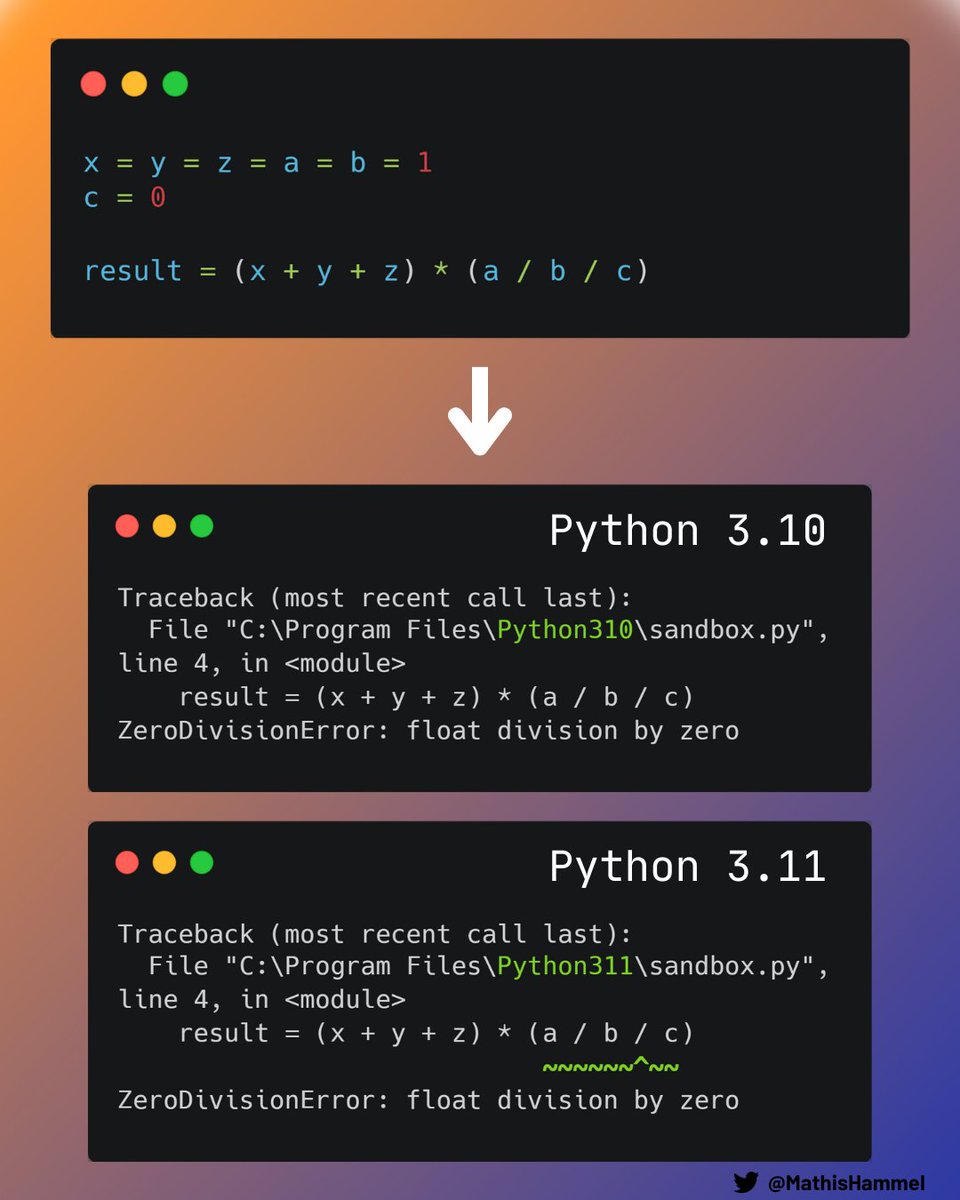 x = y = z = a = b = 1
c = 0
result = (x + y + z) * (a / b / c)
Python 3.10
Traceback (most recent call last):
  File "C:\Program Files\Python310\sandbox.py",
line 4, in <module>
    result = (x + y + z) * (a / b / c)
ZeroDivisionError: float division by zero
Python 3.11
Traceback (most recent call last):
  File "C:\Program Files\Python311\sandbox.py",
line 4, in <module>
    result = (x + y + z) * (a / b / c)
                            ~~~~~~^~~
ZeroDivisionError: float division by zero
@MathisHammel